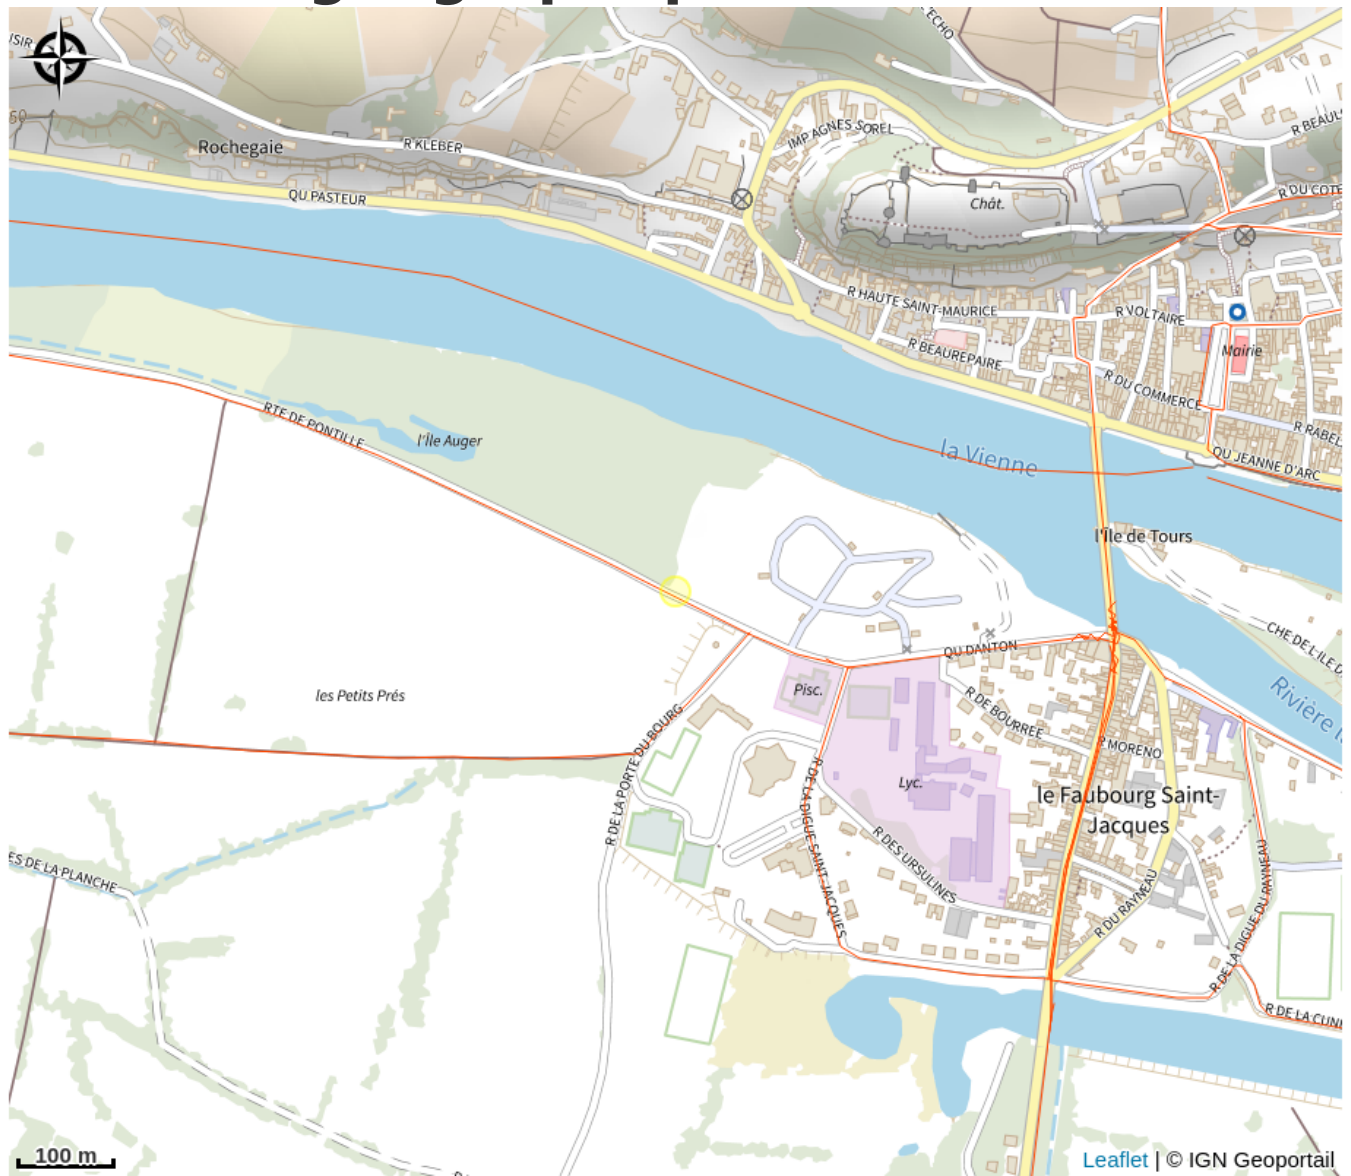 ISIR
L'ECHO
50
Rochegaie
R KLEBER
IMP AGNES SOREL
R BEAUL
QU PASTEUR
Chât.
R DU COTE
R HAUTE SAINT-MAURICE
R VOLTAIRE
R BEAUREPAIRE
Mairie
R DU COMMERCE
RTE DE PONTILLE
l'Île Auger
la Vienne
R RABEL
QU JEANNE D'ARC
l'Île de Tours
CHE DE L'ILE D
QU DANTON
les Petits Prés
Pisc.
R DE BOURREE
Rivière l
R DE LA PORTE DU BOURG
R MORENO
Lyc.
le Faubourg Saint-
Jacques
R DE LA DIGUE SAINT-JACQUES
R DES URSULINES
ES DE LA PLANCHE
R DU RAYNEAU
R DE LA DIGUE DU RAYNEAU
R DE LA CUNE
100 m
Leaflet | © IGN Geoportail